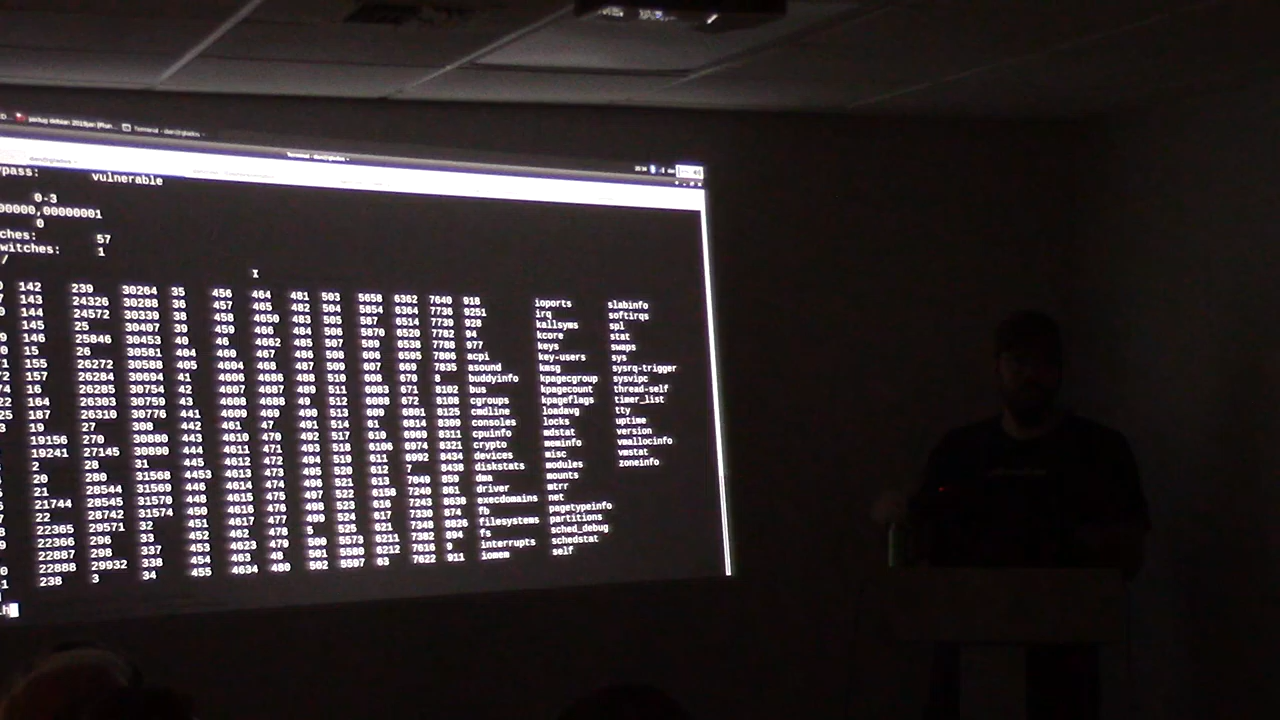 pass: vulnerable
0-3
00000,00000001
0
ches: 57
witches: 1
/
142 239 30264 35 456 464 481 503 5658 6362 7640 918 ioports slabinfo
143 24326 30288 36 457 465 482 504 5854 6364 7736 9251 irq softirqs
144 24572 30339 38 458 4650 483 505 587 6514 7739 928 kallsyms spl
145 25 30407 39 459 466 484 506 5870 6520 7782 94 kcore stat
146 25846 30453 40 46 4662 485 507 589 6538 7788 977 keys swaps
15 26 30581 404 460 467 486 508 606 6595 7806 acpi key-users sys
155 26272 30588 405 4604 468 487 509 607 669 7835 asound kmsg sysrq-trigger
157 26284 30694 41 4606 4686 488 510 608 670 8 buddyinfo kpagecgroup sysvipc
16 26285 30754 42 4607 4687 489 511 6083 671 8102 bus kpagecount thread-self
164 26303 30759 43 4608 4688 49 512 6088 672 8108 cgroups kpageflags timer_list
187 26310 30776 441 4609 469 490 513 609 6801 8125 cmdline loadavg tty
19 27 308 442 461 47 491 514 61 6814 8309 consoles locks uptime
19156 270 30880 443 4610 470 492 517 610 6969 8311 cpuinfo mdstat version
19241 27145 30890 444 4611 471 493 518 6106 6974 8321 crypto meminfo vmallocinfo
2 28 31 445 4612 472 494 519 611 6992 8434 devices misc vmstat
20 280 31568 4453 4613 473 495 520 612 7 8438 diskstats modules zoneinfo
21 28544 31569 446 4614 474 496 521 613 7049 859 dma mounts
21744 28545 31570 448 4615 475 497 522 6158 7240 861 driver mtrr
22 28742 31574 450 4616 476 498 523 616 7243 8638 execdomains net
22365 29571 32 451 4617 477 499 524 617 7330 874 fb pagetypeinfo
22366 296 33 452 462 478 5 525 621 7348 8826 filesystems partitions
22887 298 337 453 4623 479 500 5573 6211 7382 894 fs sched_debug
22888 29932 338 454 463 48 501 5580 6212 7616 9 interrupts schedstat
238 3 34 455 4634 480 502 5597 63 7622 911 iomem self